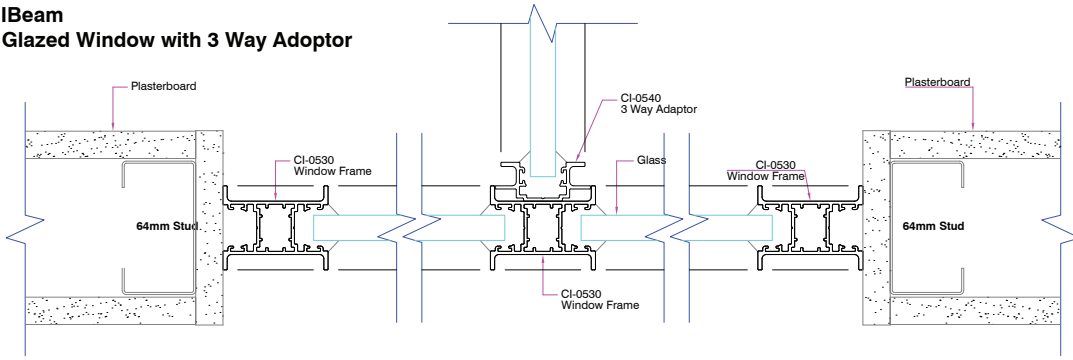 IBeam
Glazed Window with 3 Way Adoptor
Plasterboard
Plasterboard
CI-0540
3 Way Adaptor
CI-0530
Window Frame
Glass
CI-0530
Window Frame
64mm Stud
64mm Stud
CI-0530
Window Frame